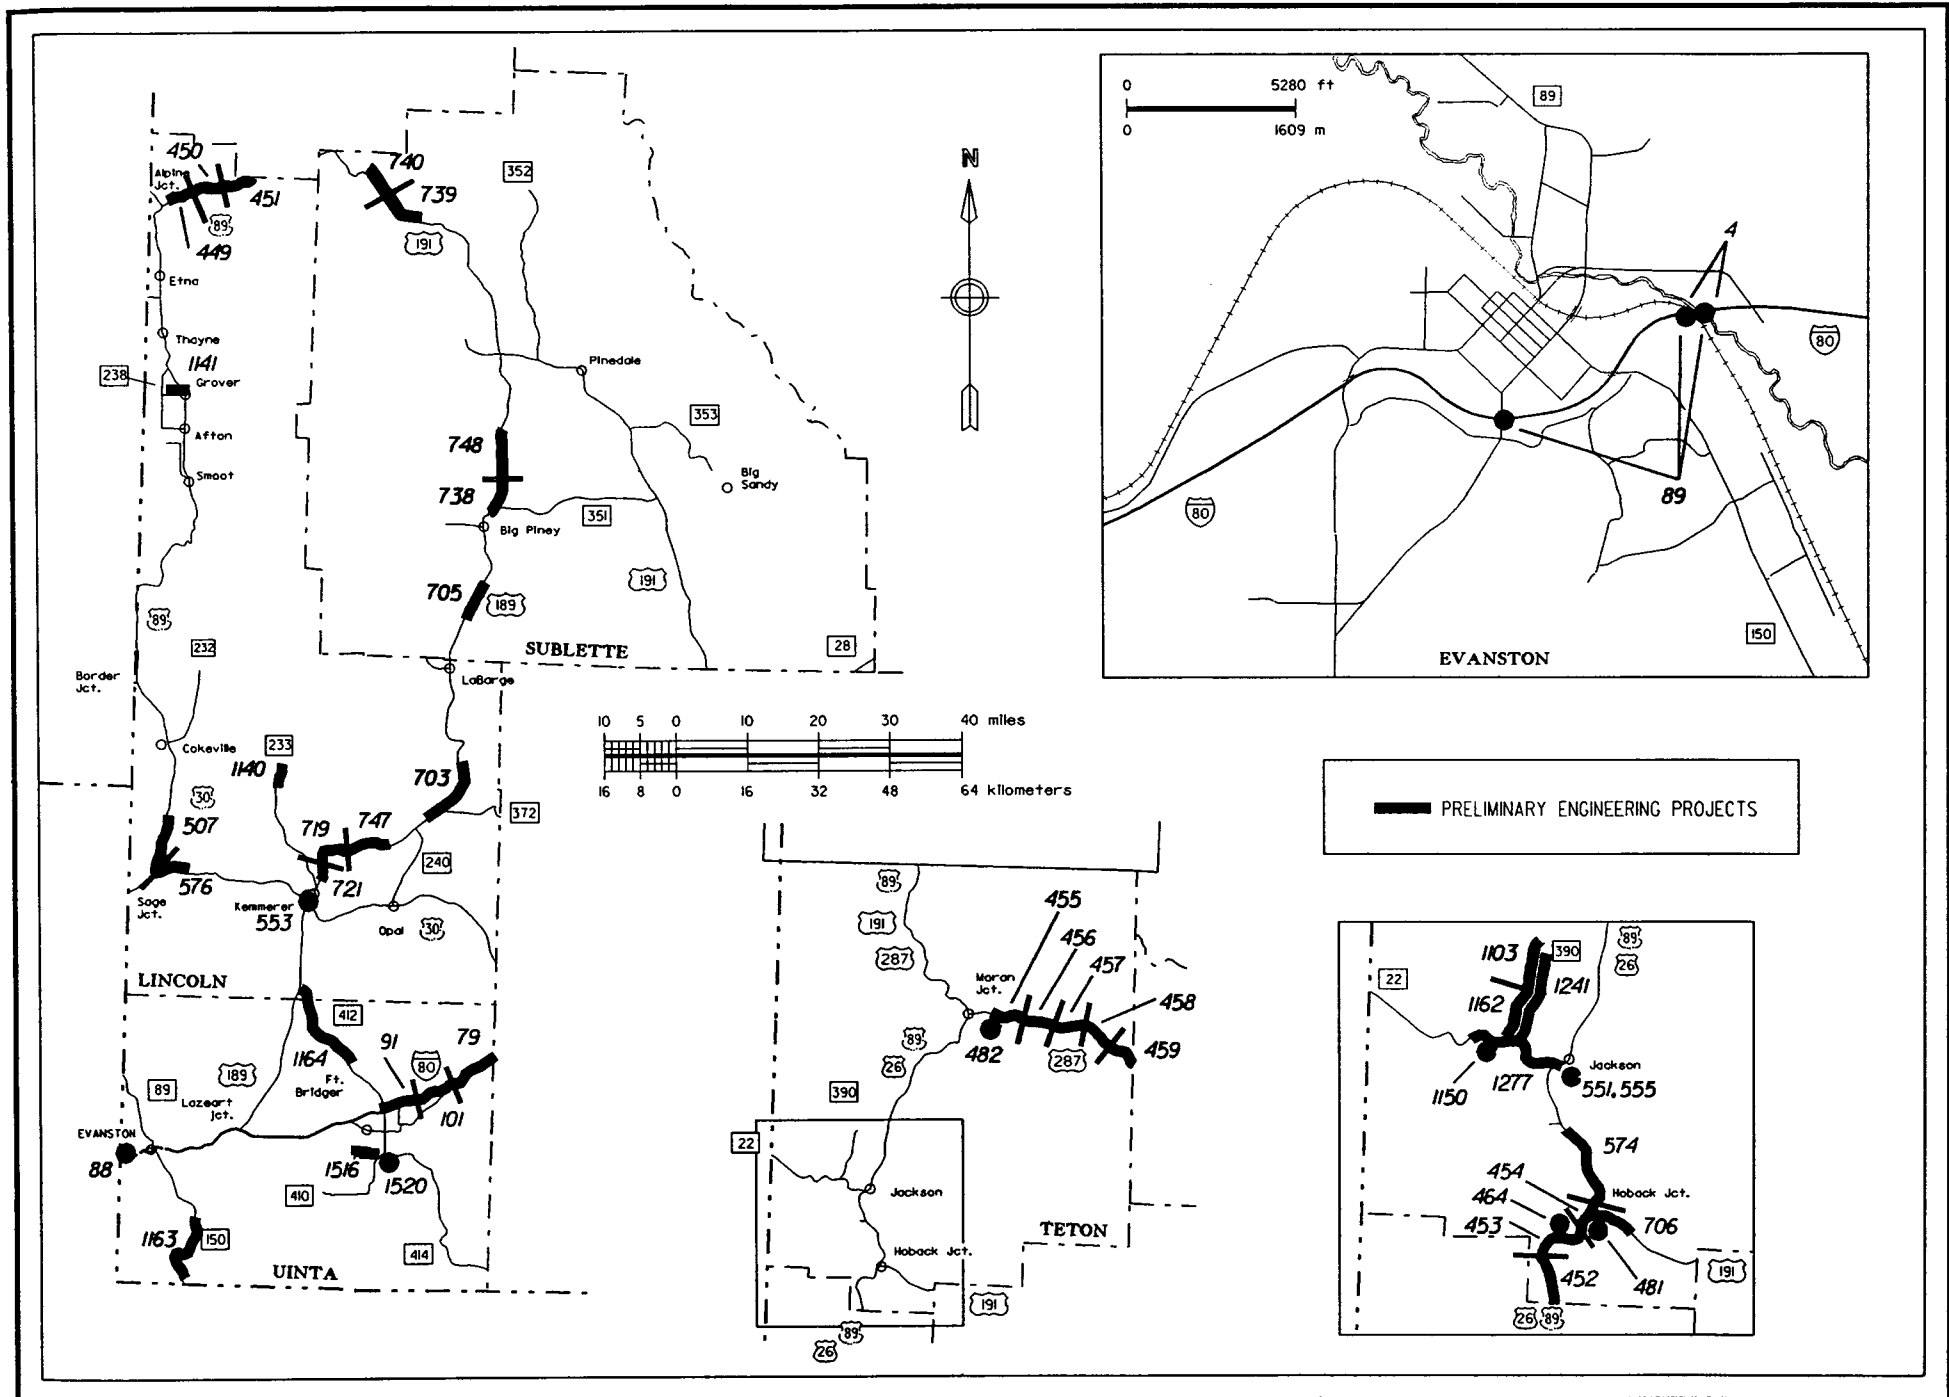 450
Alpine
Jct.
451
89
449
Etna
Thayne
1141
238
Grover
Afton
Smoot
89
232
Border
Jct.
Cokeville
233
1140
30
507
576
Sage
Jct.
719
747
721
Kemmerer
553
Opal
30
240
372
703
LaBarge
LINCOLN
740
739
191
352
Pinedale
353
748
738
Big
Sandy
Big Piney
351
705
189
191
SUBLETTE
28
N
10 5 0 10 20 30 40 miles
16 8 0 16 32 48 64 kilometers
412
1164
91
79
80
Ft.
Bridger
101
189
89
Lazeart
jct.
EVANSTON
88
1516
1520
410
414
1163
150
UINTA
89
191
287
Moran
Jct.
455
456
457
458
459
482
287
89
26
390
22
Jackson
Hoback Jct.
TETON
191
89
26
0 5280 ft
0 1609 m
89
4
80
80
89
150
EVANSTON
PRELIMINARY ENGINEERING PROJECTS
1103
390
89
26
22
1162
1241
Jackson
1150
1277
551,555
574
454
464
453
Hoback Jct.
706
452
481
191
26 89